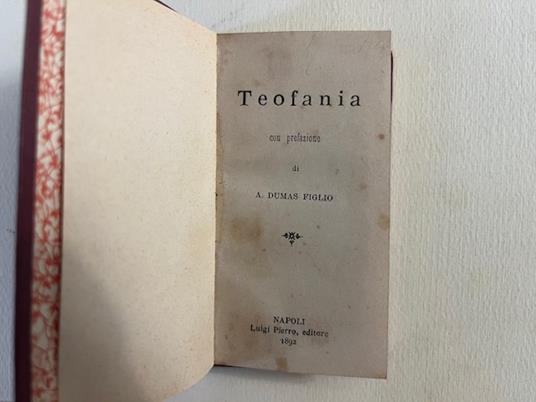 Teofania
con prefazione
di
A. DUMAS FIGLIO
NAPOLI
Luigi Pierro, editore
1892